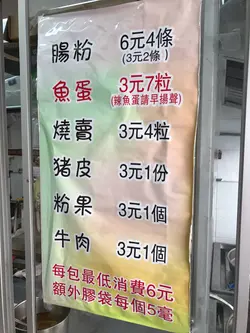 腸粉 6元4條
(3元2條)
魚蛋 3元7粒
(辣魚蛋請早揚聲)
燒賣 3元4粒
猪皮 3元1份
粉果 3元1個
牛肉 3元1個
每包最低消費6元
額外膠袋每個5毫